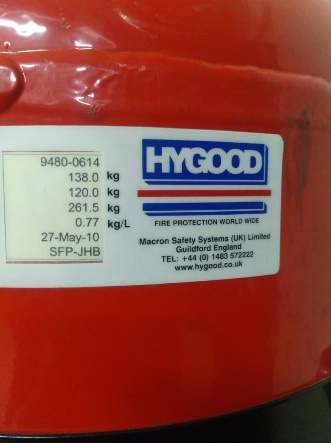 9480-0614
138.0 kg
120.0 kg
261.5 kg
0.77 kg/L
27-May-10
SFP-JHB
HYGOOD
FIRE PROTECTION WORLD WIDE
Macron Safety Systems (UK) Limited
Guildford England
TEL: +44 (0) 1483 572222
www.hygood.co.uk